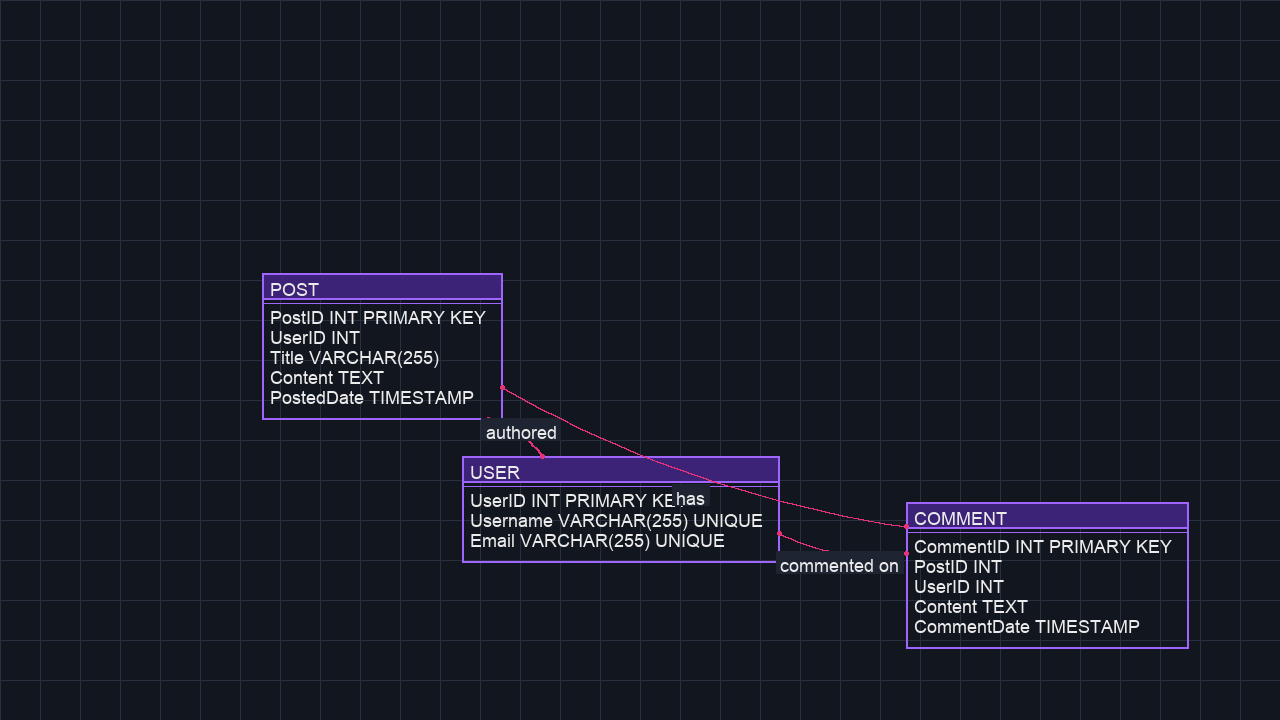 POST
PostID INT PRIMARY KEY
UserID INT
Title VARCHAR(255)
Content TEXT
PostedDate TIMESTAMP
authored
USER
UserID INT PRIMARY KE
has
Username VARCHAR(255) UNIQUE
Email VARCHAR(255) UNIQUE
commented on
COMMENT
CommentID INT PRIMARY KEY
PostID INT
UserID INT
Content TEXT
CommentDate TIMESTAMP